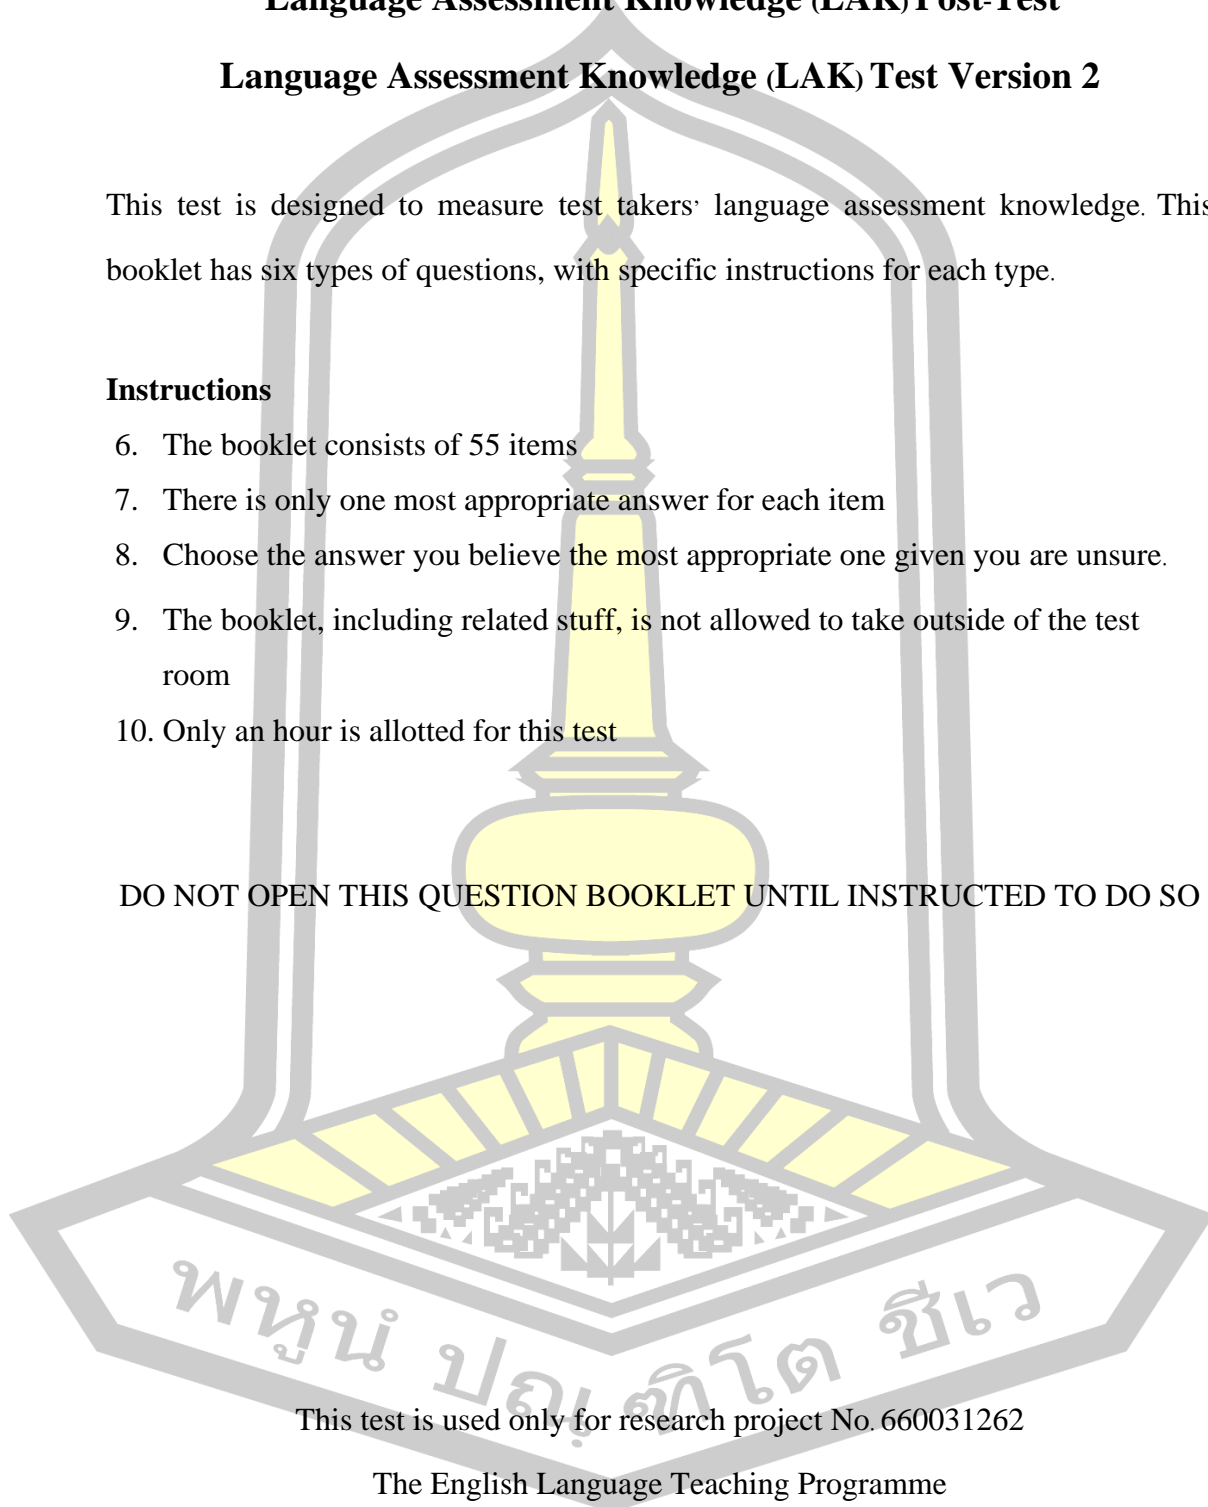 Language Assessment Knowledge (LAK) Post-Test
Language Assessment Knowledge (LAK) Test Version 2
This test is designed to measure test takers' language assessment knowledge. This
booklet has six types of questions, with specific instructions for each type.
Instructions
6. The booklet consists of 55 items
7. There is only one most appropriate answer for each item
8. Choose the answer you believe the most appropriate one given you are unsure.
9. The booklet, including related stuff, is not allowed to take outside of the test
room
10. Only an hour is allotted for this test
DO NOT OPEN THIS QUESTION BOOKLET UNTIL INSTRUCTED TO DO SO
พหูนํ ปณฺฑิโต ชีเว
This test is used only for research project No. 660031262
The English Language Teaching Programme